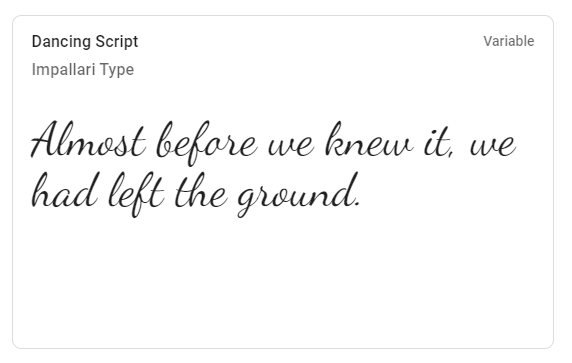 Dancing Script
Variable
Impallari Type
Almost before we knew it, we
had left the ground.